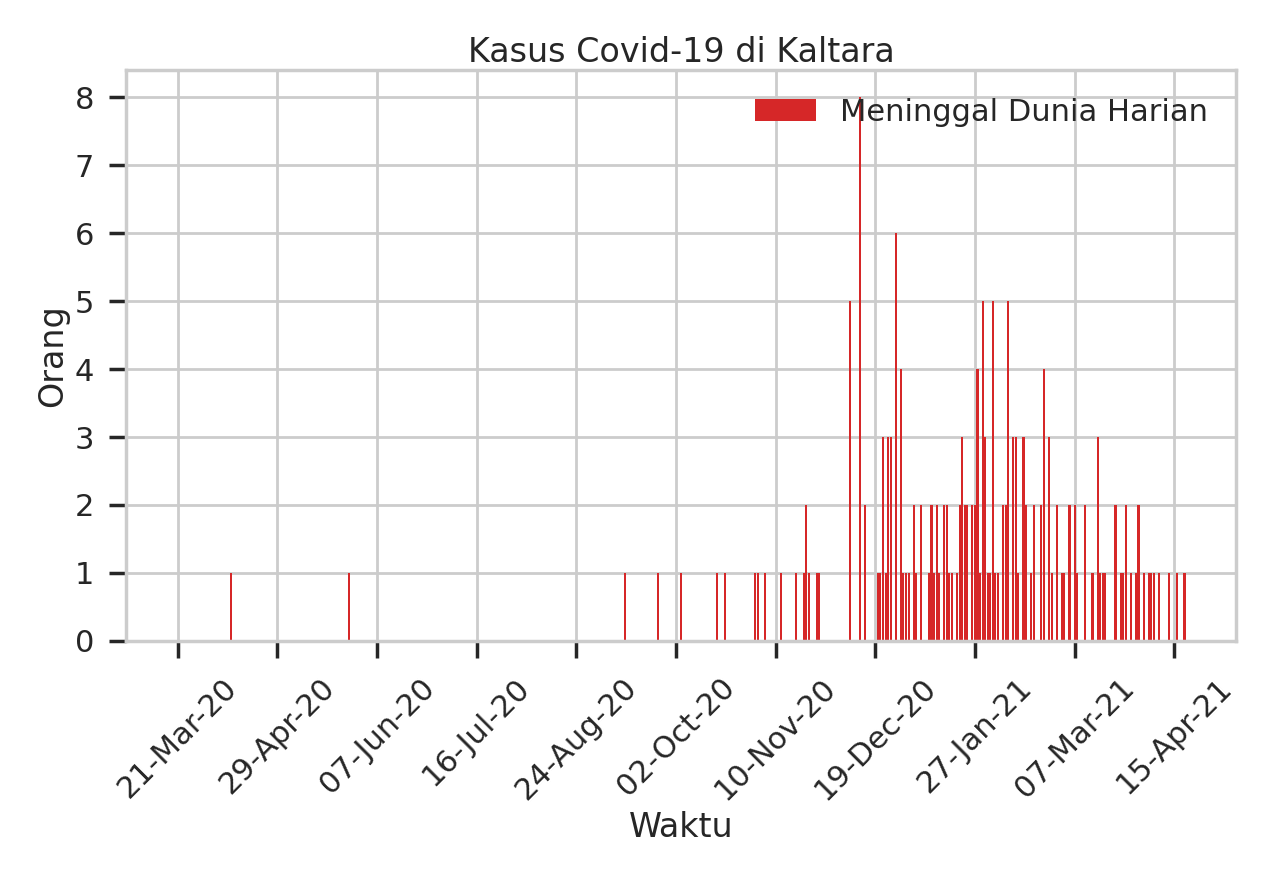 Kasus Covid-19 di Kaltara
Meninggal Dunia Harian
Orang
8
7
6
5
4
3
2
1
0
21-Mar-20
29-Apr-20
07-Jun-20
16-Jul-20
24-Aug-20
02-Oct-20
10-Nov-20
19-Dec-20
27-Jan-21
07-Mar-21
15-Apr-21
Waktu